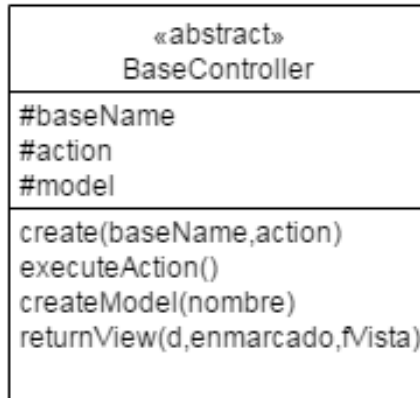 «abstract»
BaseController
#baseName
#action
#model
create(baseName,action)
executeAction()
createModel(nombre)
returnView(d,enmarcado,fVista)